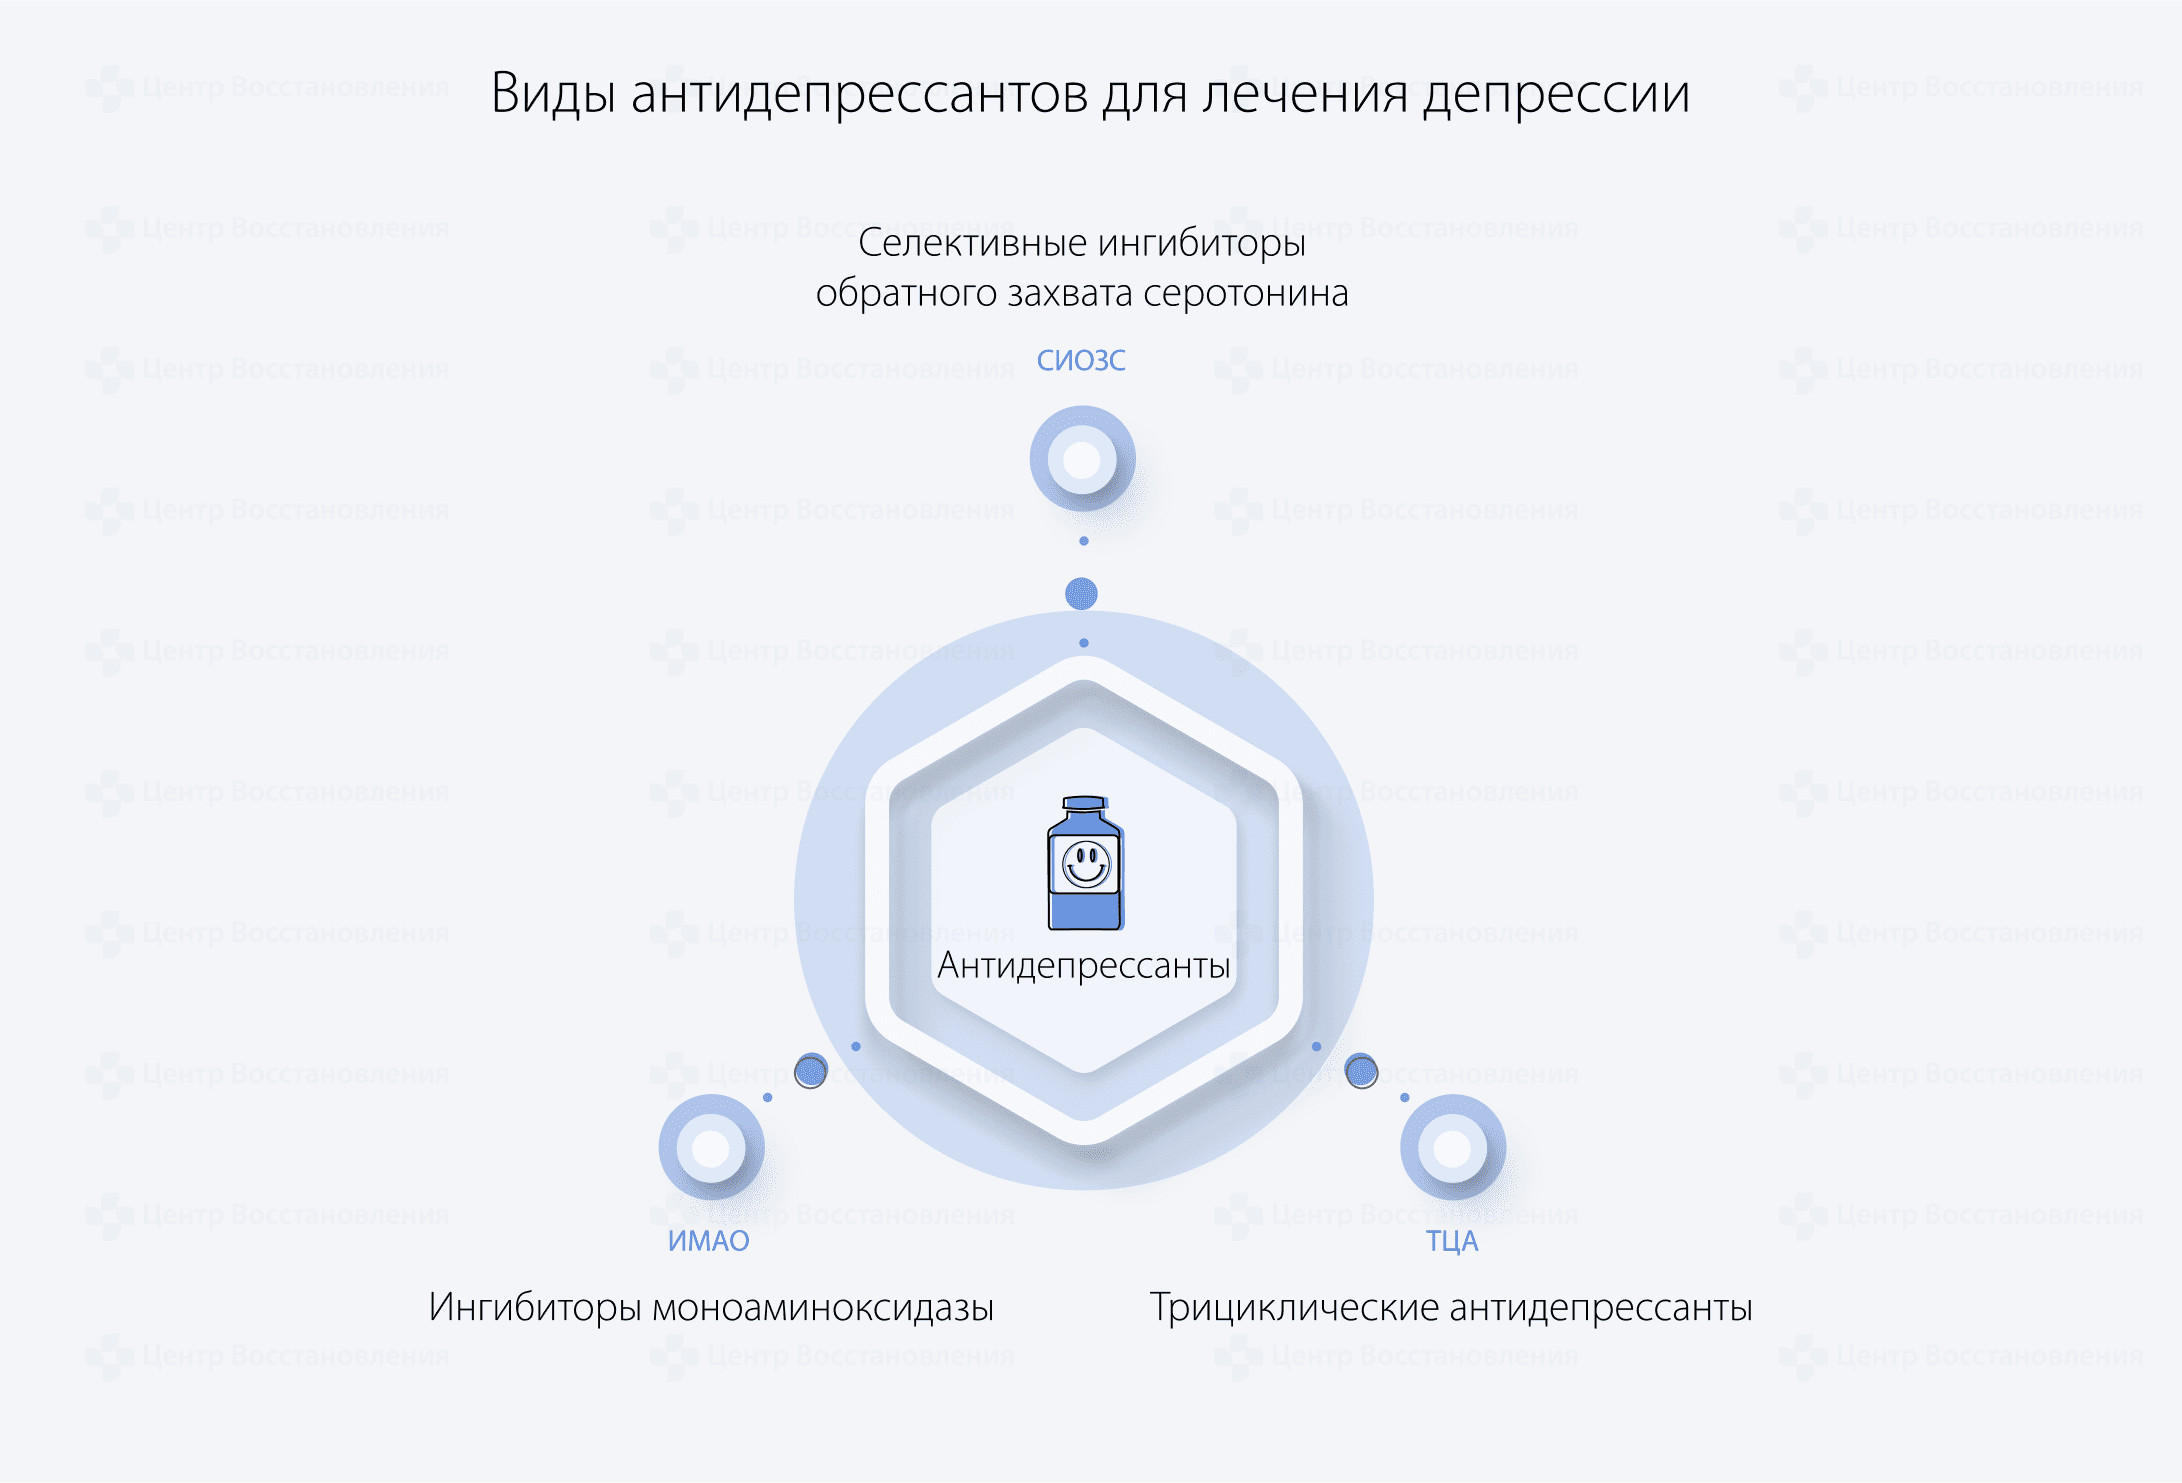 Виды антидепрессантов для лечения депрессии
Селективные ингибиторы
обратного захвата серотонина
СИОЗС
Антидепрессанты
ИМАО
ТЦА
Ингибиторы моноаминоксидазы
Трициклические антидепрессанты
Центр Восстановления